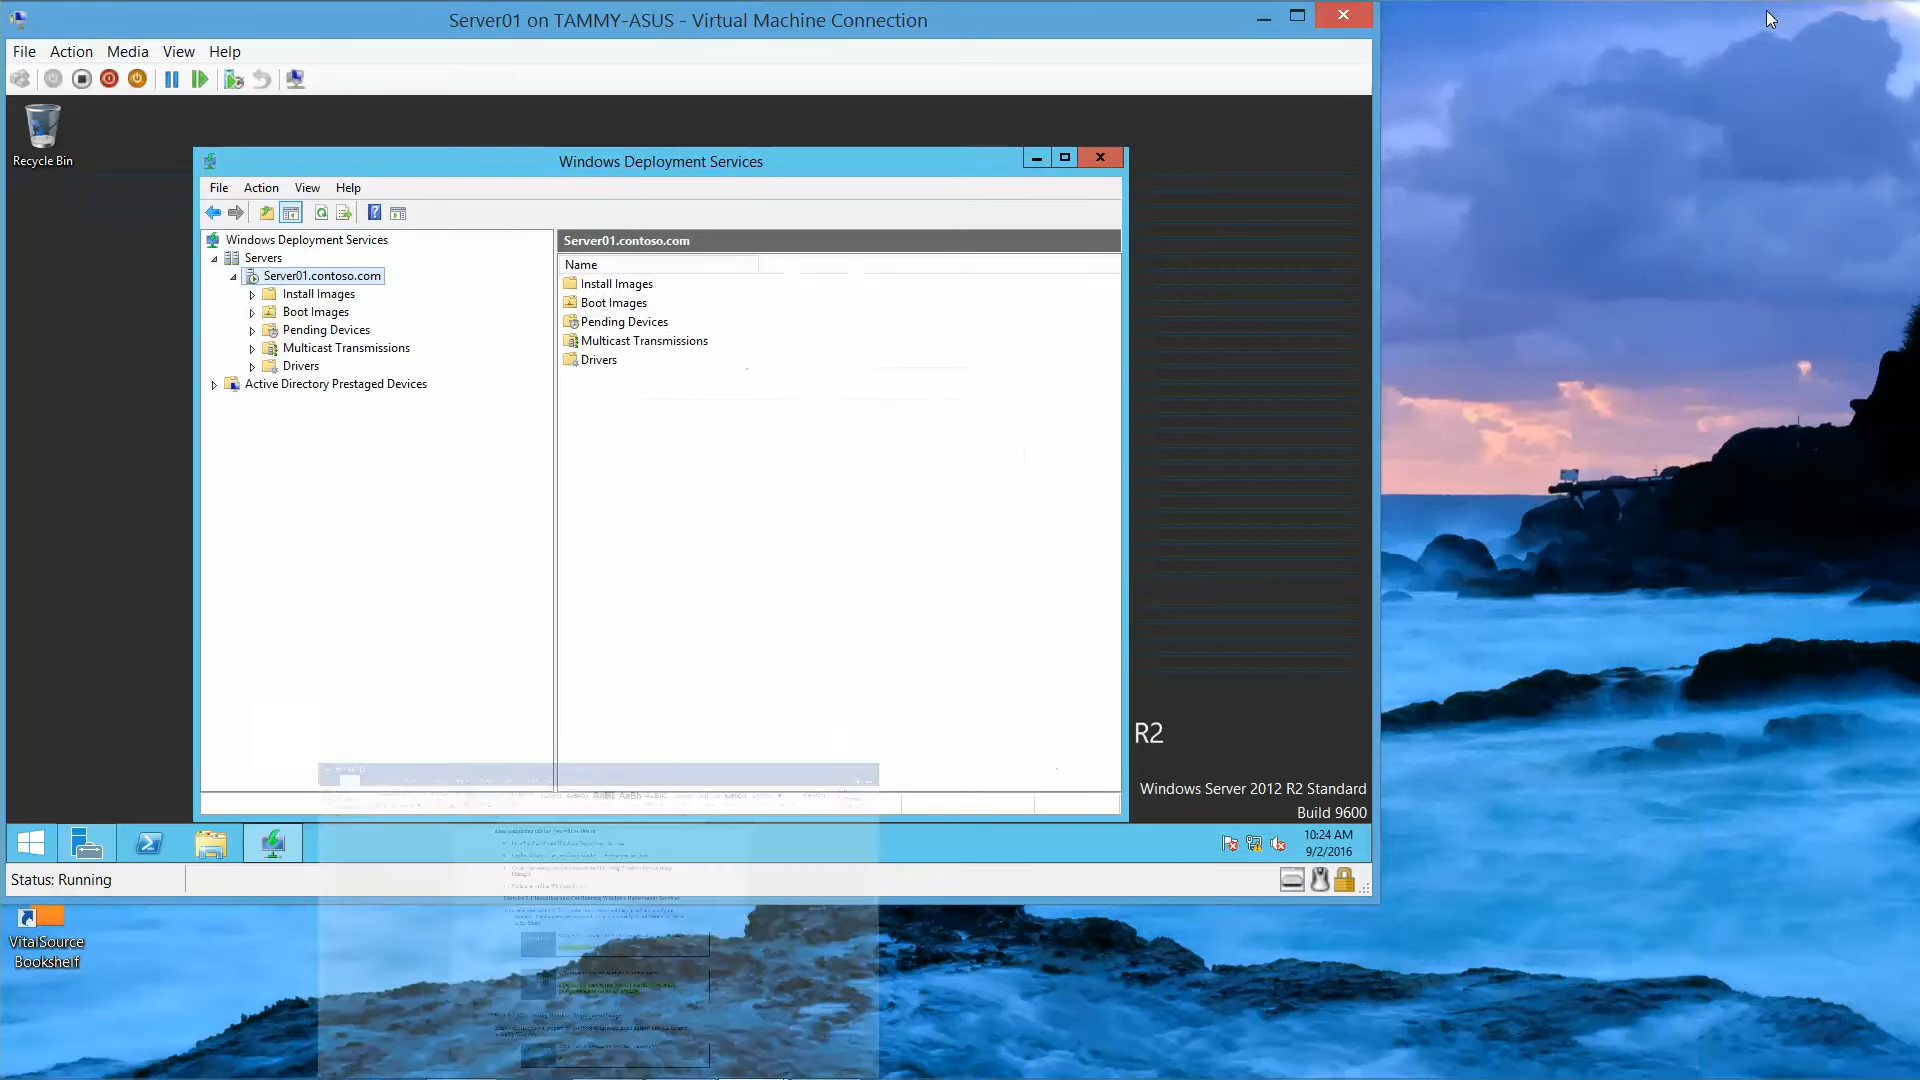 Server01 on TAMMY-ASUS - Virtual Machine Connection
File Action Media View Help
Recycle Bin
Windows Deployment Services
File Action View Help
Windows Deployment Services
Servers
Server01.contoso.com
Install Images
Boot Images
Pending Devices
Multicast Transmissions
Drivers
Active Directory Prestaged Devices
Server01.contoso.com
Name
Install Images
Boot Images
Pending Devices
Multicast Transmissions
Drivers
R2
Windows Server 2012 R2 Standard
Build 9600
10:24 AM
9/2/2016
Status: Running
VitalSource
Bookshelf